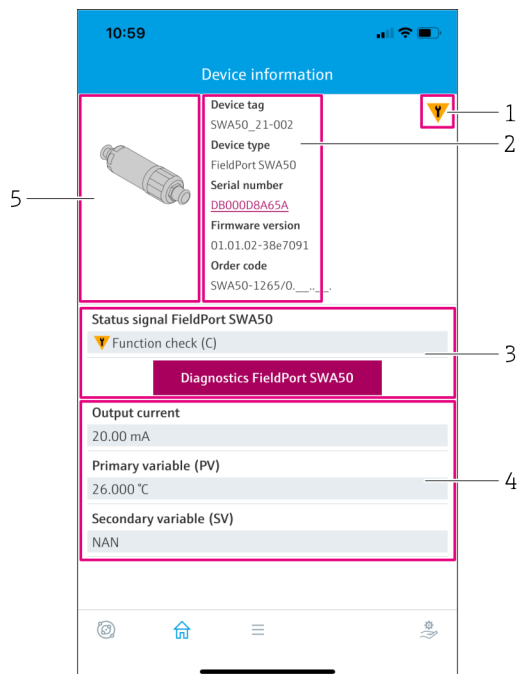 10:59
Device information
Device tag
SWA50_21-002
Device type
FieldPort SWA50
Serial number
DB000D8A65A
Firmware version
01.01.02-38e7091
Order code
SWA50-1265/0.__..__.
1
2
5
Status signal FieldPort SWA50
Function check (C)
3
Diagnostics FieldPort SWA50
Output current
20.00 mA
Primary variable (PV)
26.000 °C
4
Secondary variable (SV)
NAN